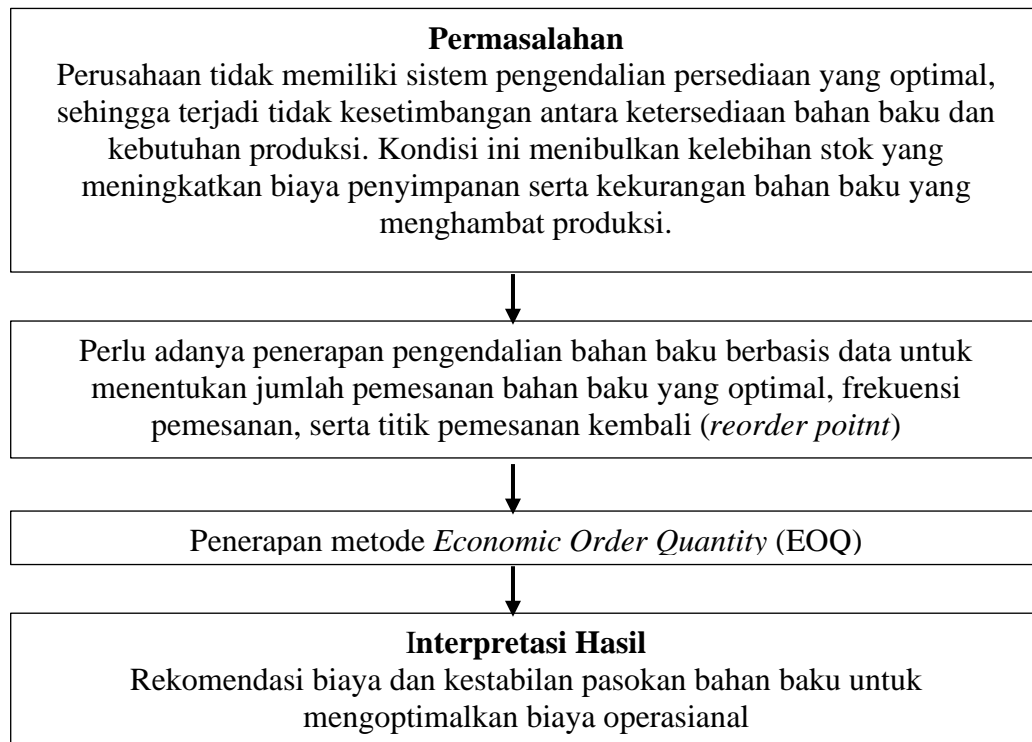 Permasalahan
Perusahaan tidak memiliki sistem pengendalian persediaan yang optimal,
sehingga terjadi tidak kesetimbangan antara ketersediaan bahan baku dan
kebutuhan produksi. Kondisi ini menibulkan kelebihan stok yang
meningkatkan biaya penyimpanan serta kekurangan bahan baku yang
menghambat produksi.
Perlu adanya penerapan pengendalian bahan baku berbasis data untuk
menentukan jumlah pemesanan bahan baku yang optimal, frekuensi
pemesanan, serta titik pemesanan kembali (reorder poitnt)
Penerapan metode Economic Order Quantity (EOQ)
Interpretasi Hasil
Rekomendasi biaya dan kestabilan pasokan bahan baku untuk
mengoptimalkan biaya operasianal